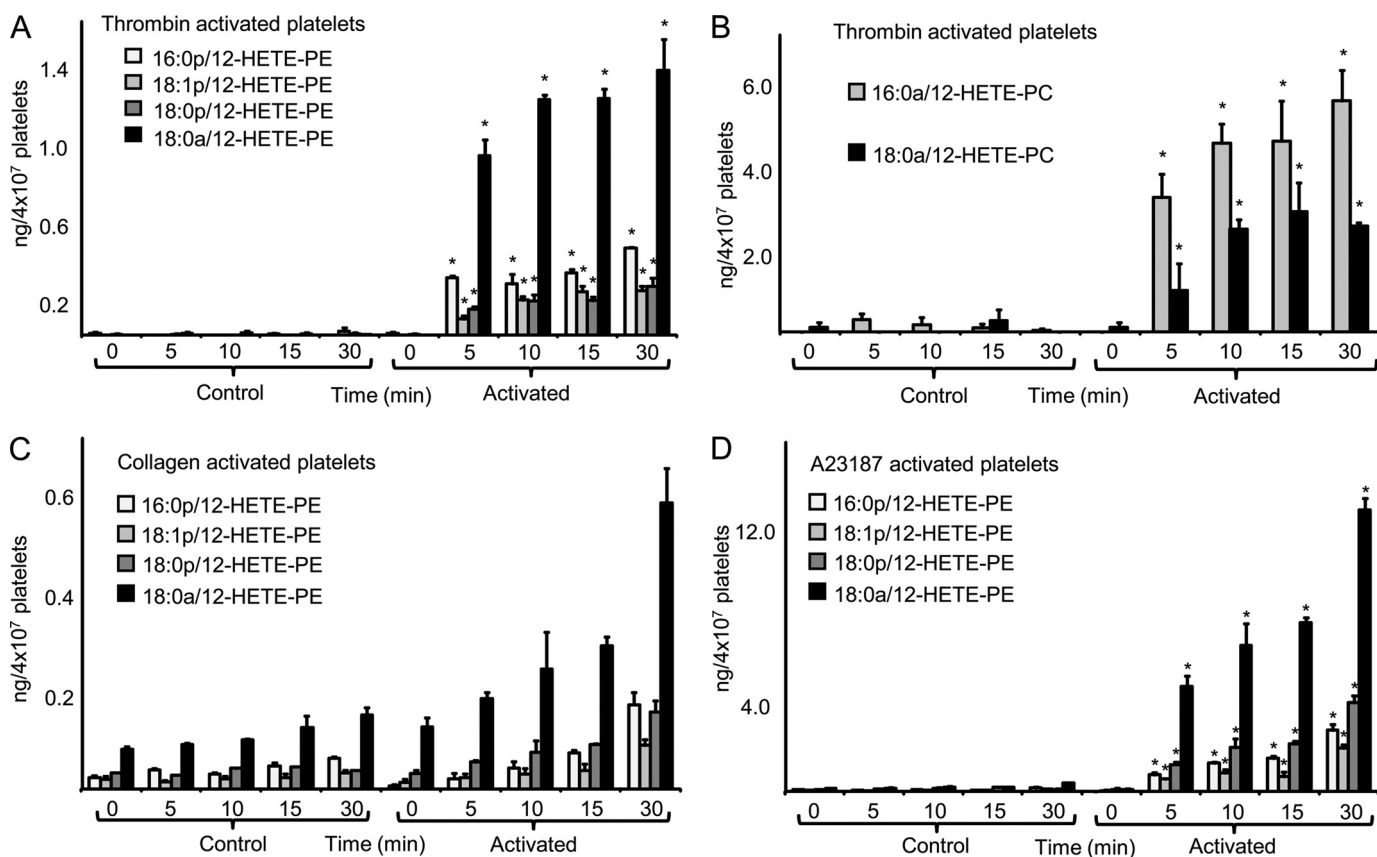 A
Thrombin activated platelets
16:0p/12-HETE-PE
18:1p/12-HETE-PE
18:0p/12-HETE-PE
18:0a/12-HETE-PE
ng/4x10⁷ platelets
1.4
1.0
0.6
0.2
* * * * * * * * * * * * * * * *
0 5 10 15 30 0 5 10 15 30
Control Time (min) Activated
B
Thrombin activated platelets
16:0a/12-HETE-PC
18:0a/12-HETE-PC
ng/4x10⁷ platelets
6.0
4.0
2.0
* * * * * * * *
0 5 10 15 30 0 5 10 15 30
Control Time (min) Activated
C
Collagen activated platelets
16:0p/12-HETE-PE
18:1p/12-HETE-PE
18:0p/12-HETE-PE
18:0a/12-HETE-PE
ng/4x10⁷ platelets
0.6
0.4
0.2
0 5 10 15 30 0 5 10 15 30
Control Time (min) Activated
D
A23187 activated platelets
16:0p/12-HETE-PE
18:1p/12-HETE-PE
18:0p/12-HETE-PE
18:0a/12-HETE-PE
ng/4x10⁷ platelets
12.0
4.0
* * * * * * * * * * * * * * * *
0 5 10 15 30 0 5 10 15 30
Control Time (min) Activated